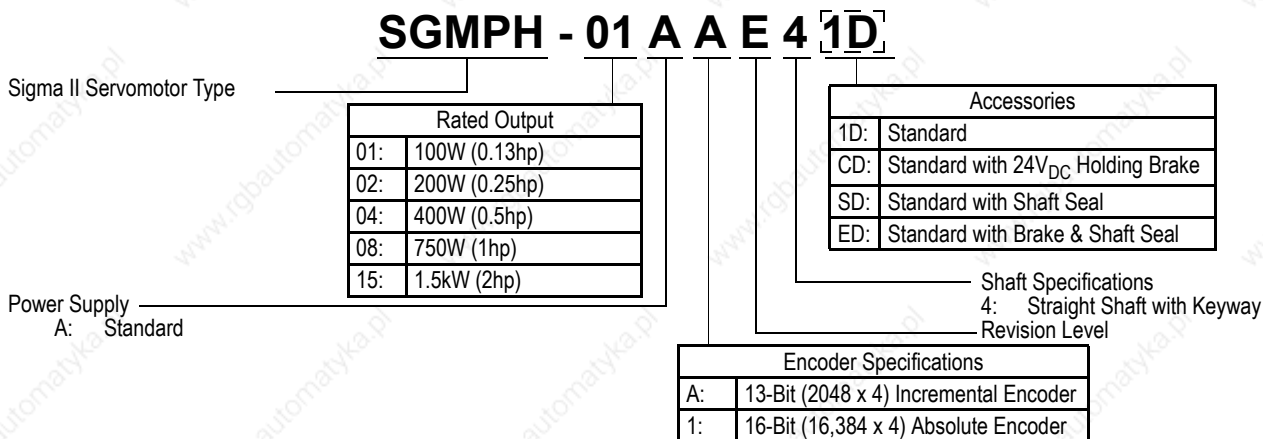 SGMPH - 01 A A E 4 1D
Sigma II Servomotor Type
Rated Output
01: 100W (0.13hp)
02: 200W (0.25hp)
04: 400W (0.5hp)
08: 750W (1hp)
15: 1.5kW (2hp)
Accessories
1D: Standard
CD: Standard with 24VDC Holding Brake
SD: Standard with Shaft Seal
ED: Standard with Brake & Shaft Seal
Power Supply
A: Standard
Shaft Specifications
4: Straight Shaft with Keyway
Revision Level
Encoder Specifications
A: 13-Bit (2048 x 4) Incremental Encoder
1: 16-Bit (16,384 x 4) Absolute Encoder
www.rgbautomatyka.pl